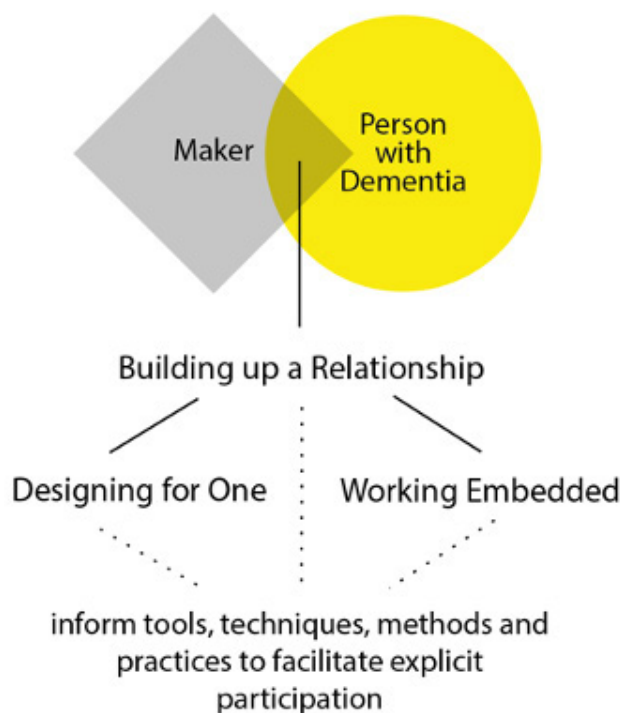 Maker
Person
with
Dementia
Building up a Relationship
Designing for One
Working Embedded
inform tools, techniques, methods and
practices to facilitate explicit
participation